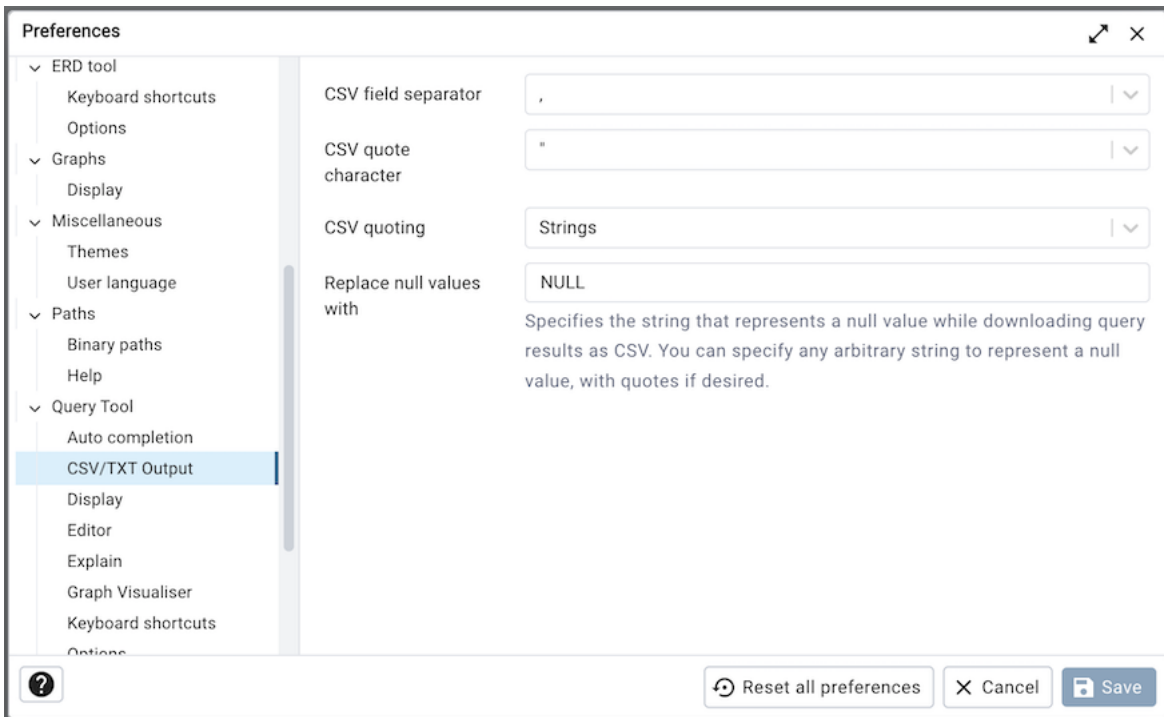 Preferences
ERD tool
Keyboard shortcuts
Options
Graphs
Display
Miscellaneous
Themes
User language
Paths
Binary paths
Help
Query Tool
Auto completion
CSV/TXT Output
Display
Editor
Explain
Graph Visualiser
Keyboard shortcuts
Options
CSV field separator
,
CSV quote
character
"
CSV quoting
Strings
Replace null values
with
NULL
Specifies the string that represents a null value while downloading query
results as CSV. You can specify any arbitrary string to represent a null
value, with quotes if desired.
?
Reset all preferences
Cancel
Save